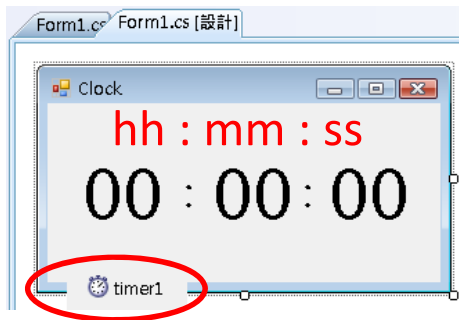 Form1.cs Form1.cs [設計]
Clock
hh : mm : ss
00 : 00 : 00
timer1